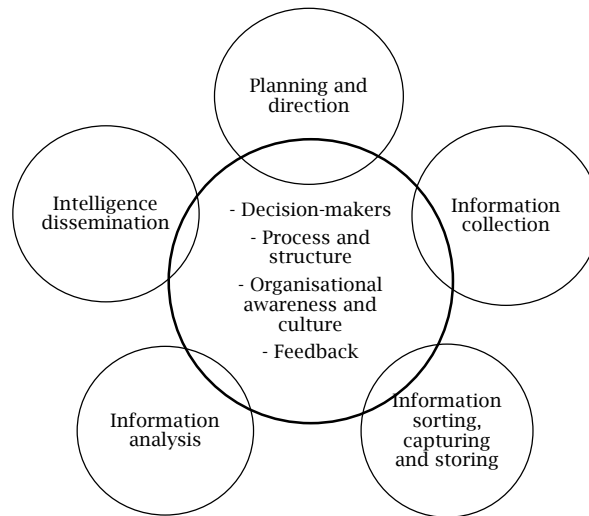 Planning and
direction
Intelligence
dissemination
- Decision-makers
- Process and
structure
- Organisational
awareness and
culture
- Feedback
Information
collection
Information
analysis
Information
sorting,
capturing
and storing